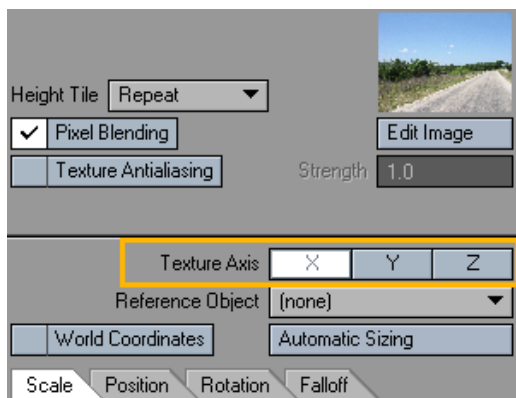 Height Tile Repeat
Pixel Blending Edit Image
Texture Antialiasing Strength 1.0
Texture Axis X Y Z
Reference Object (none)
World Coordinates Automatic Sizing
Scale Position Rotation Falloff